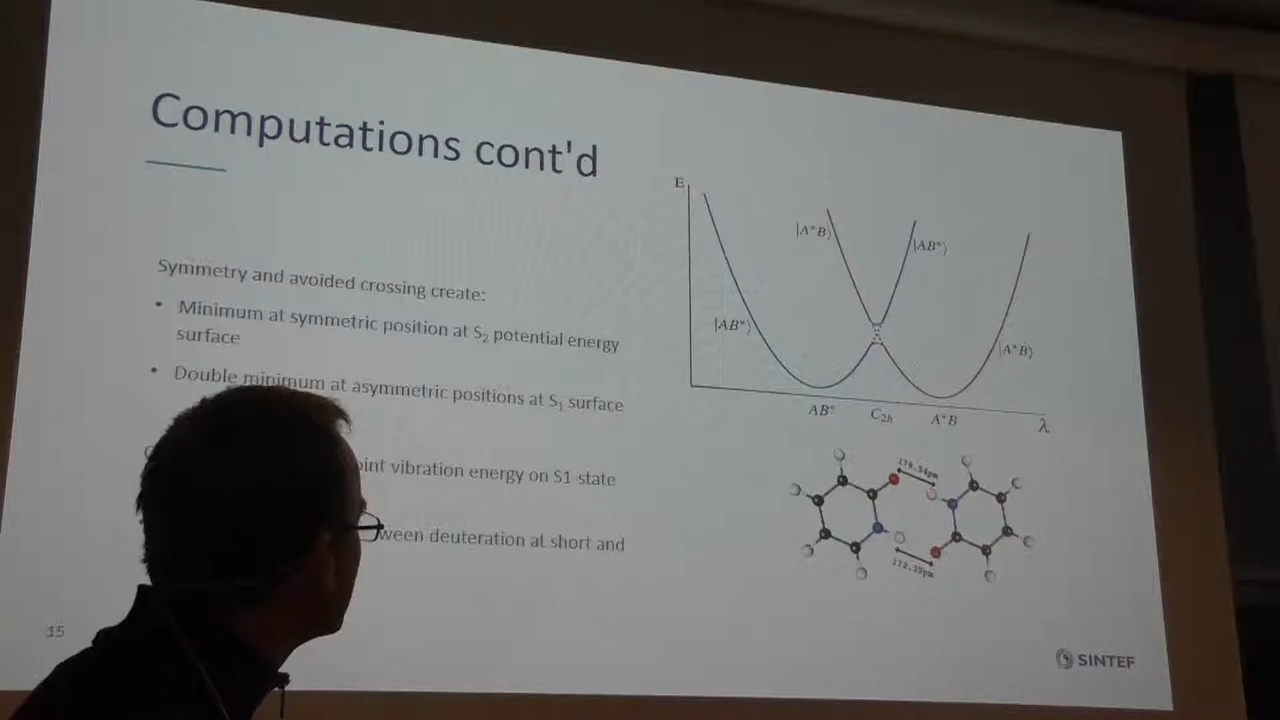 Computations cont'd
Symmetry and avoided crossing create:
• Minimum at symmetric position at S₂ potential energy
surface
• Double minimum at asymmetric positions at S₁ surface
vibration energy on S1 state
deuteration at short and
E
|A*B⟩
|AB*⟩
|AB*⟩
|A*B⟩
AB* C₂ₕ A*B λ
172.35pm
15
SINTEF